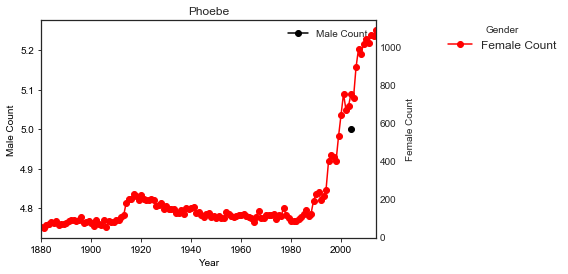 Phoebe
Male Count
Gender
Female Count
5.2
5.1
5.0
4.9
4.8
Male Count
1000
800
600
400
200
0
Female Count
1880
1900
1920
1940
1960
1980
2000
Year